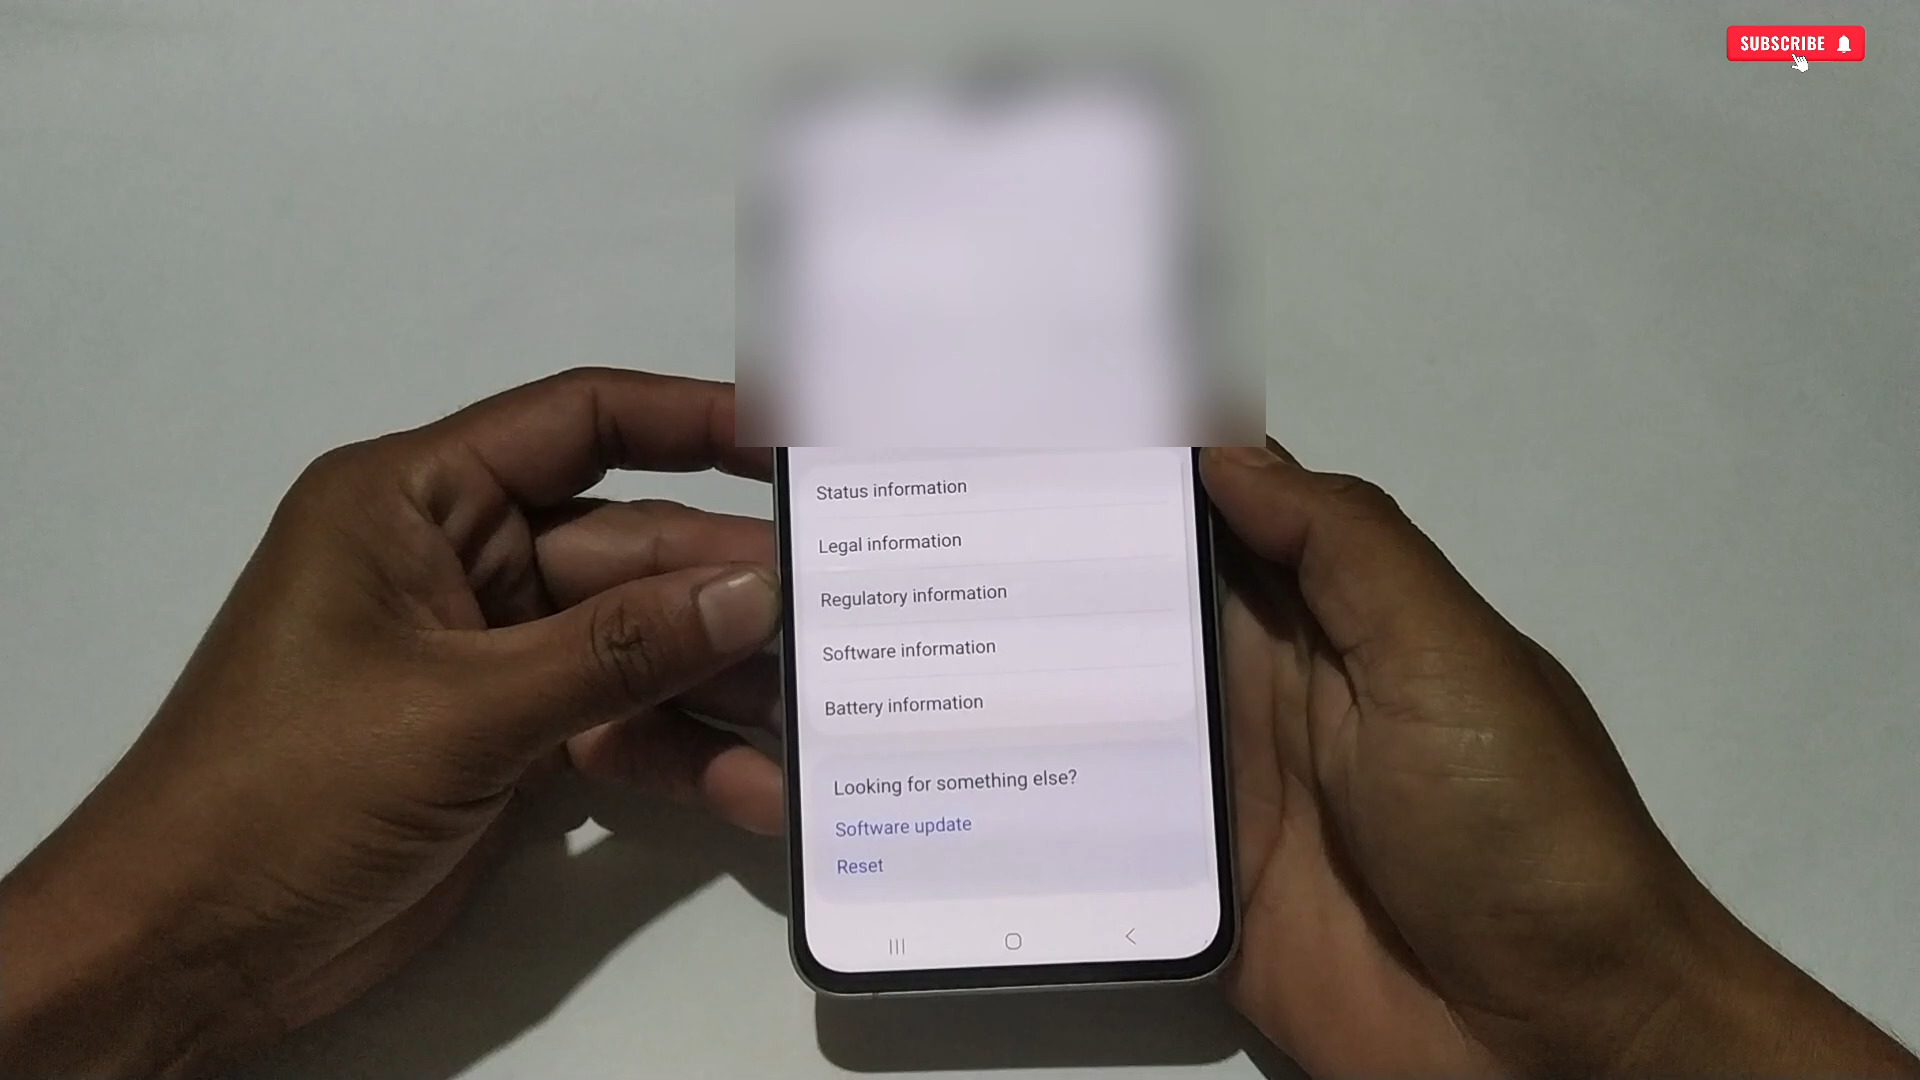 SUBSCRIBE
Status information
Legal information
Regulatory information
Software information
Battery information
Looking for something else?
Software update
Reset